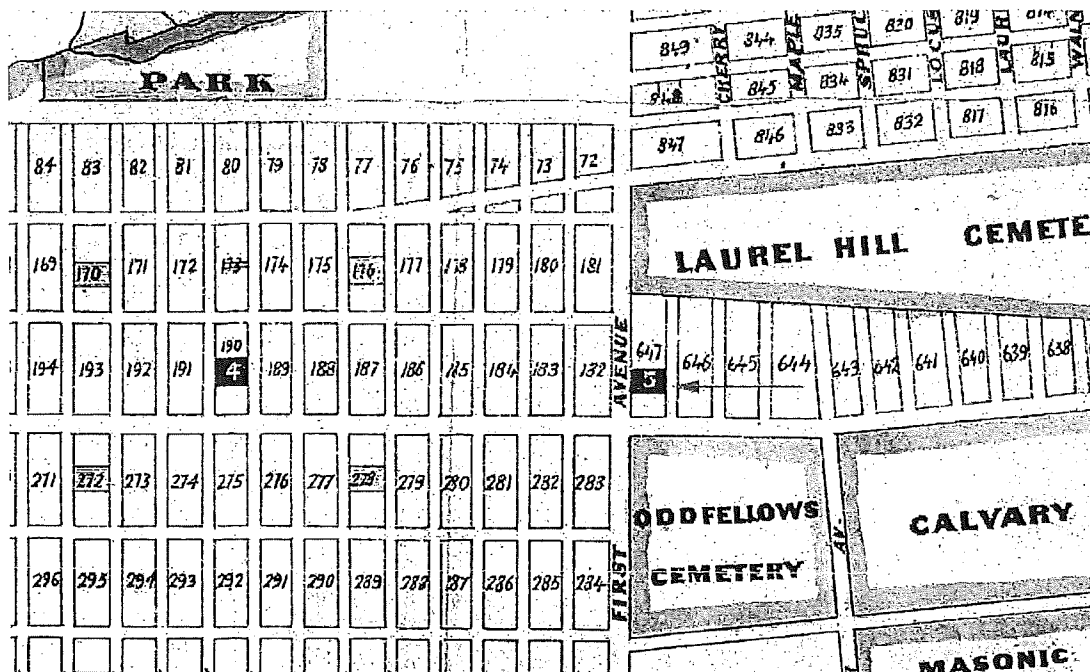 PARK
849 844 835 820 819
CHERRY MAPLE
848 845 834 831 818 815
847 846 833 832 817 816
84 83 82 81 80 79 78 77 76 75 74 73 72
LAUREL HILL CEMETE
169 170 171 172 173 174 175 176 177 178 179 180 181
AVENUE
190
194 193 192 191 4 189 188 187 186 185 184 183 182
647 646 645 644 643 642 641 640 639 638
5
271 272 273 274 275 276 277 278 279 280 281 282 283
ODD FELLOWS
CEMETERY
AV.
CALVARY
296 295 294 293 292 291 290 289 288 287 286 285 284
FIRST
MASONIC